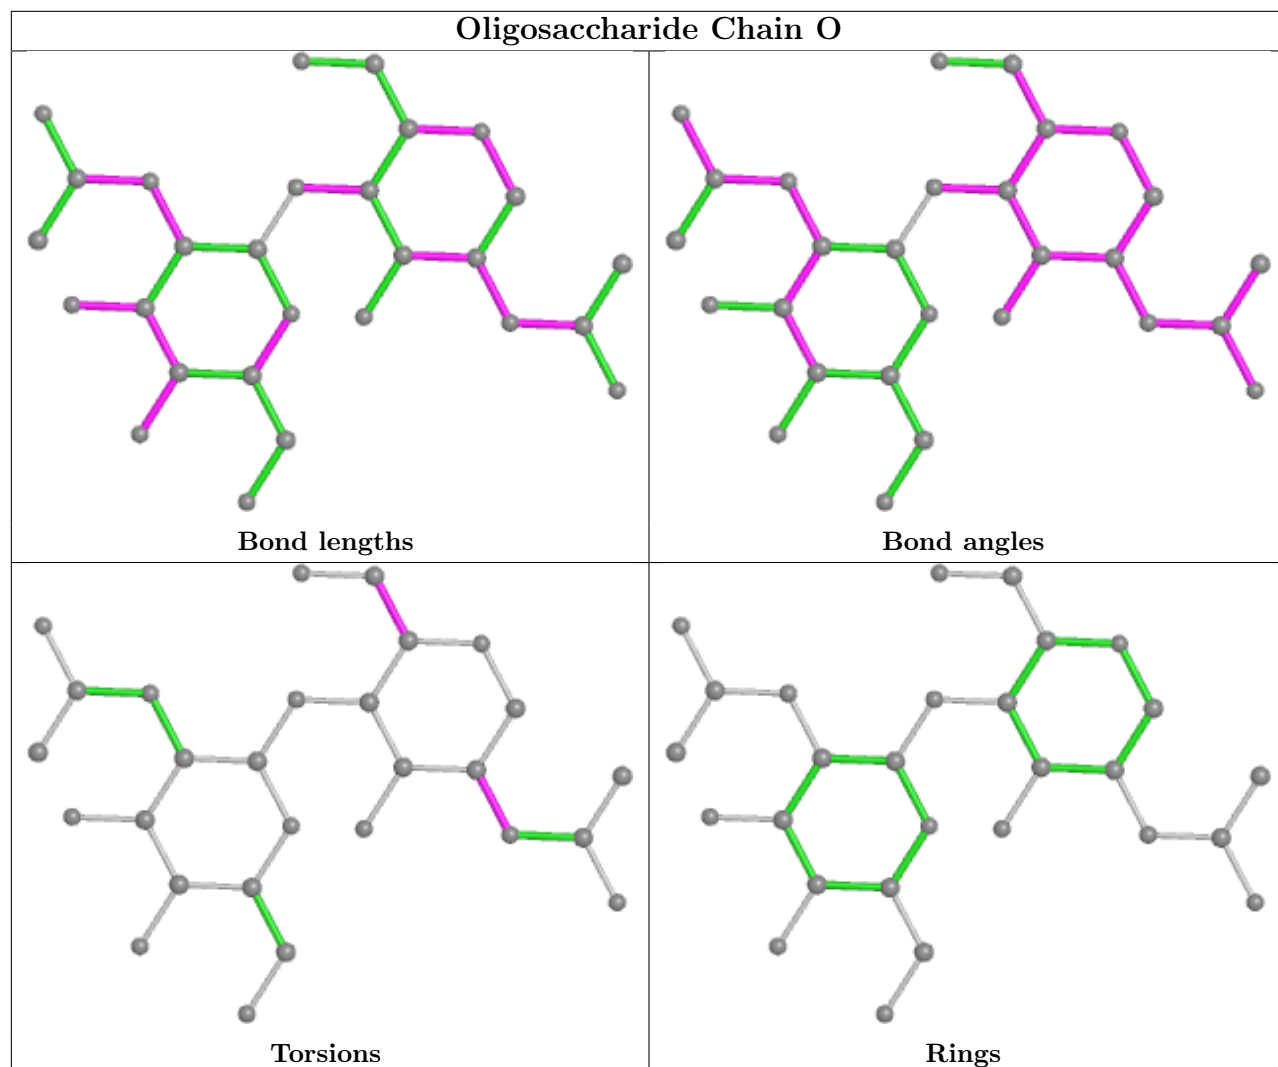 Oligosaccharide Chain O
Bond lengths
Bond angles
Torsions
Rings